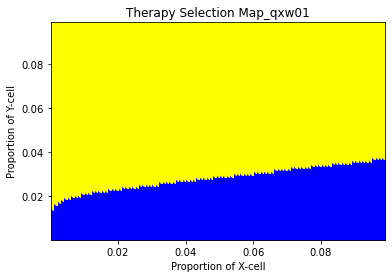 Therapy Selection Map_qxw01
0.08
0.06
0.04
0.02
Proportion of Y-cell
0.02 0.04 0.06 0.08
Proportion of X-cell